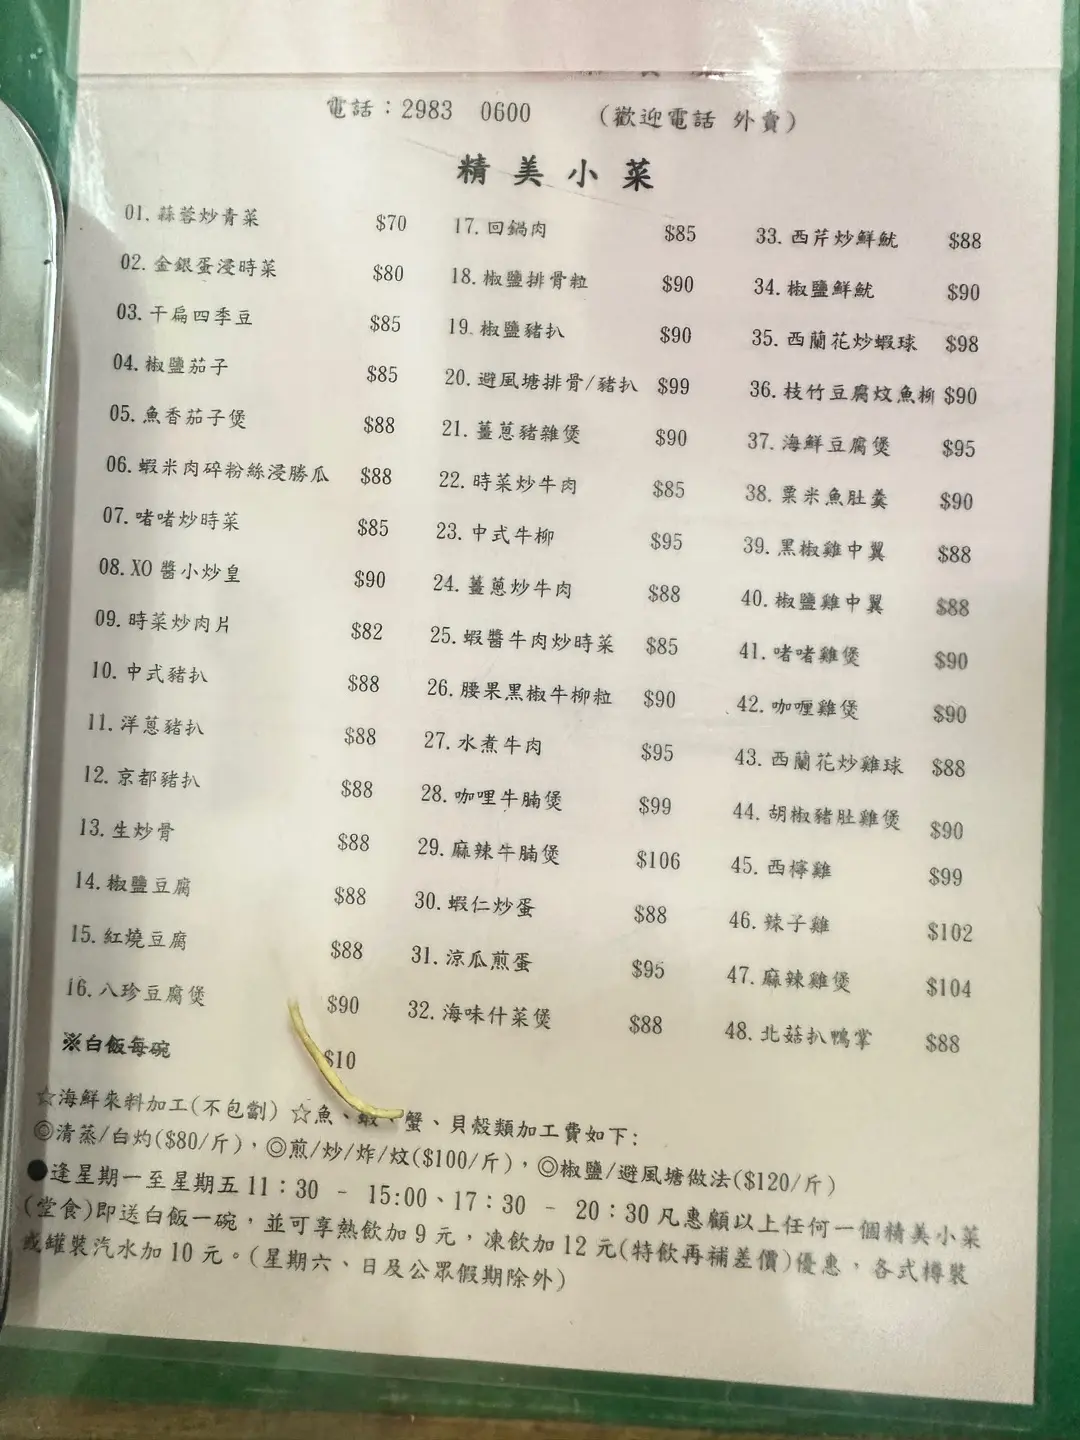 電話：2983 0600 （歡迎電話 外賣）
精美小菜
01.蒜蓉炒青菜 $70
02.金銀蛋浸時菜 $80
03.干扁四季豆 $85
04.椒鹽茄子 $85
05.魚香茄子煲 $88
06.蝦米肉碎粉絲浸勝瓜 $88
07.啫啫炒時菜 $85
08.XO醬小炒皇 $90
09.時菜炒肉片 $82
10.中式豬扒 $88
11.洋蔥豬扒 $88
12.京都豬扒 $88
13.生炒骨 $88
14.椒鹽豆腐 $88
15.紅燒豆腐 $88
16.八珍豆腐煲 $90
※白飯每碗 $10
17.回鍋肉 $85
18.椒鹽排骨粒 $90
19.椒鹽豬扒 $90
20.避風塘排骨/豬扒 $99
21.薑蔥豬雜煲 $90
22.時菜炒牛肉 $85
23.中式牛柳 $95
24.薑蔥炒牛肉 $88
25.蝦醬牛肉炒時菜 $85
26.腰果黑椒牛柳粒 $90
27.水煮牛肉 $95
28.咖哩牛腩煲 $99
29.麻辣牛腩煲 $106
30.蝦仁炒蛋 $88
31.涼瓜煎蛋 $95
32.海味什菜煲 $88
33.西芹炒鮮魷 $88
34.椒鹽鮮魷 $90
35.西蘭花炒蝦球 $98
36.枝竹豆腐炆魚柳 $90
37.海鮮豆腐煲 $95
38.粟米魚肚羹 $90
39.黑椒雞中翼 $88
40.椒鹽雞中翼 $88
41.啫啫雞煲 $90
42.咖喱雞煲 $90
43.西蘭花炒雞球 $88
44.胡椒豬肚雞煲 $90
45.西檸雞 $99
46.辣子雞 $102
47.麻辣雞煲 $104
48.北菇扒鴨掌 $88
☆海鮮來料加工(不包劏) ☆魚、蝦、蟹、貝殼類加工費如下:
◎清蒸/白灼($80/斤)，◎煎/炒/炸/炆($100/斤)，◎椒鹽/避風塘做法($120/斤)
●逢星期一至星期五 11：30 - 15:00、17：30 - 20：30 凡惠顧以上任何一個精美小菜
(堂食)即送白飯一碗，並可享熱飲加 9 元，凍飲加 12 元(特飲再補差價)優惠，各式樽裝
或罐裝汽水加 10 元。(星期六、日及公眾假期除外)